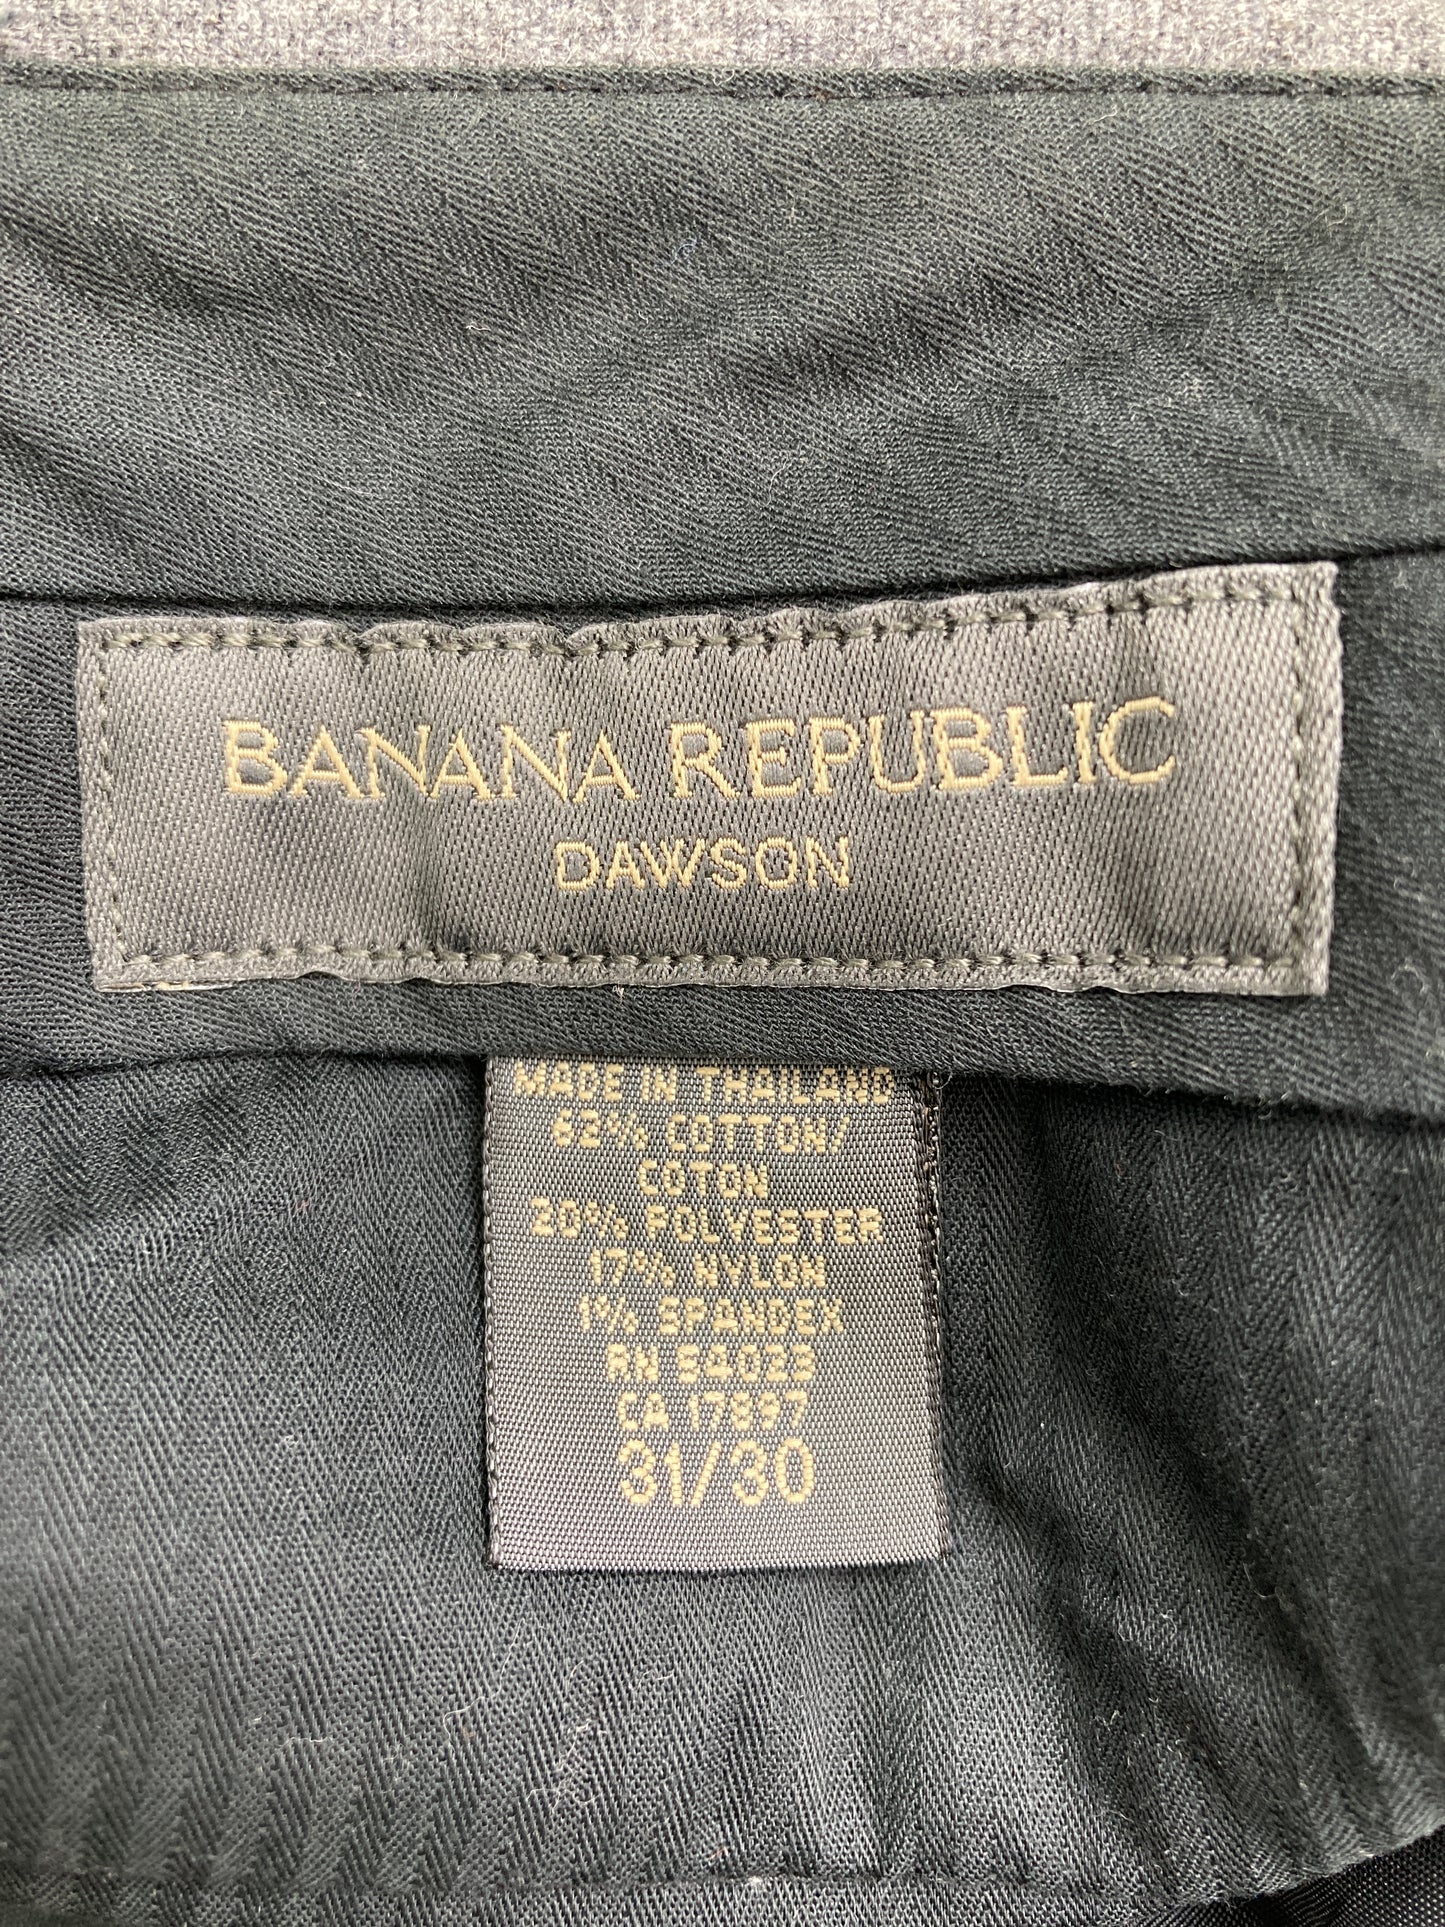 BANANA REPUBLIC
DAWSON
MADE IN THAILAND
62% COTTON/
COTON
20% POLYESTER
17% NYLON
1% SPANDEX
RN 54023
CA 17897
31/30